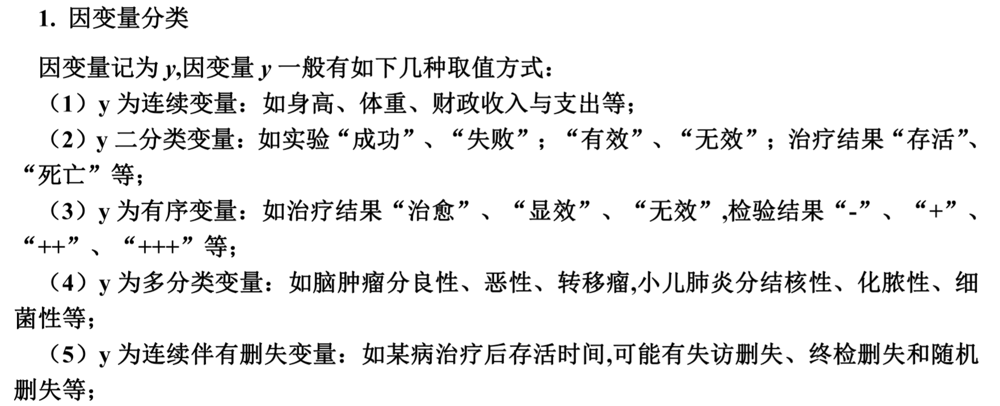 1. 因变量分类
因变量记为 y,因变量 y 一般有如下几种取值方式：
（1）y 为连续变量：如身高、体重、财政收入与支出等；
（2）y 二分类变量：如实验“成功”、“失败”；“有效”、“无效”；治疗结果“存活”、
“死亡”等；
（3）y 为有序变量：如治疗结果“治愈”、“显效”、“无效”,检验结果“-”、“+”、
“++”、“+++”等；
（4）y 为多分类变量：如脑肿瘤分良性、恶性、转移瘤,小儿肺炎分结核性、化脓性、细
菌性等；
（5）y 为连续伴有删失变量：如某病治疗后存活时间,可能有失访删失、终检删失和随机
删失等；